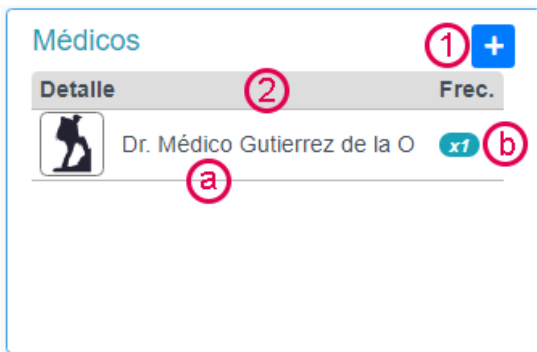 Médicos 1 +
Detalle 2 Frec.
Dr. Médico Gutierrez de la O x1 b
a